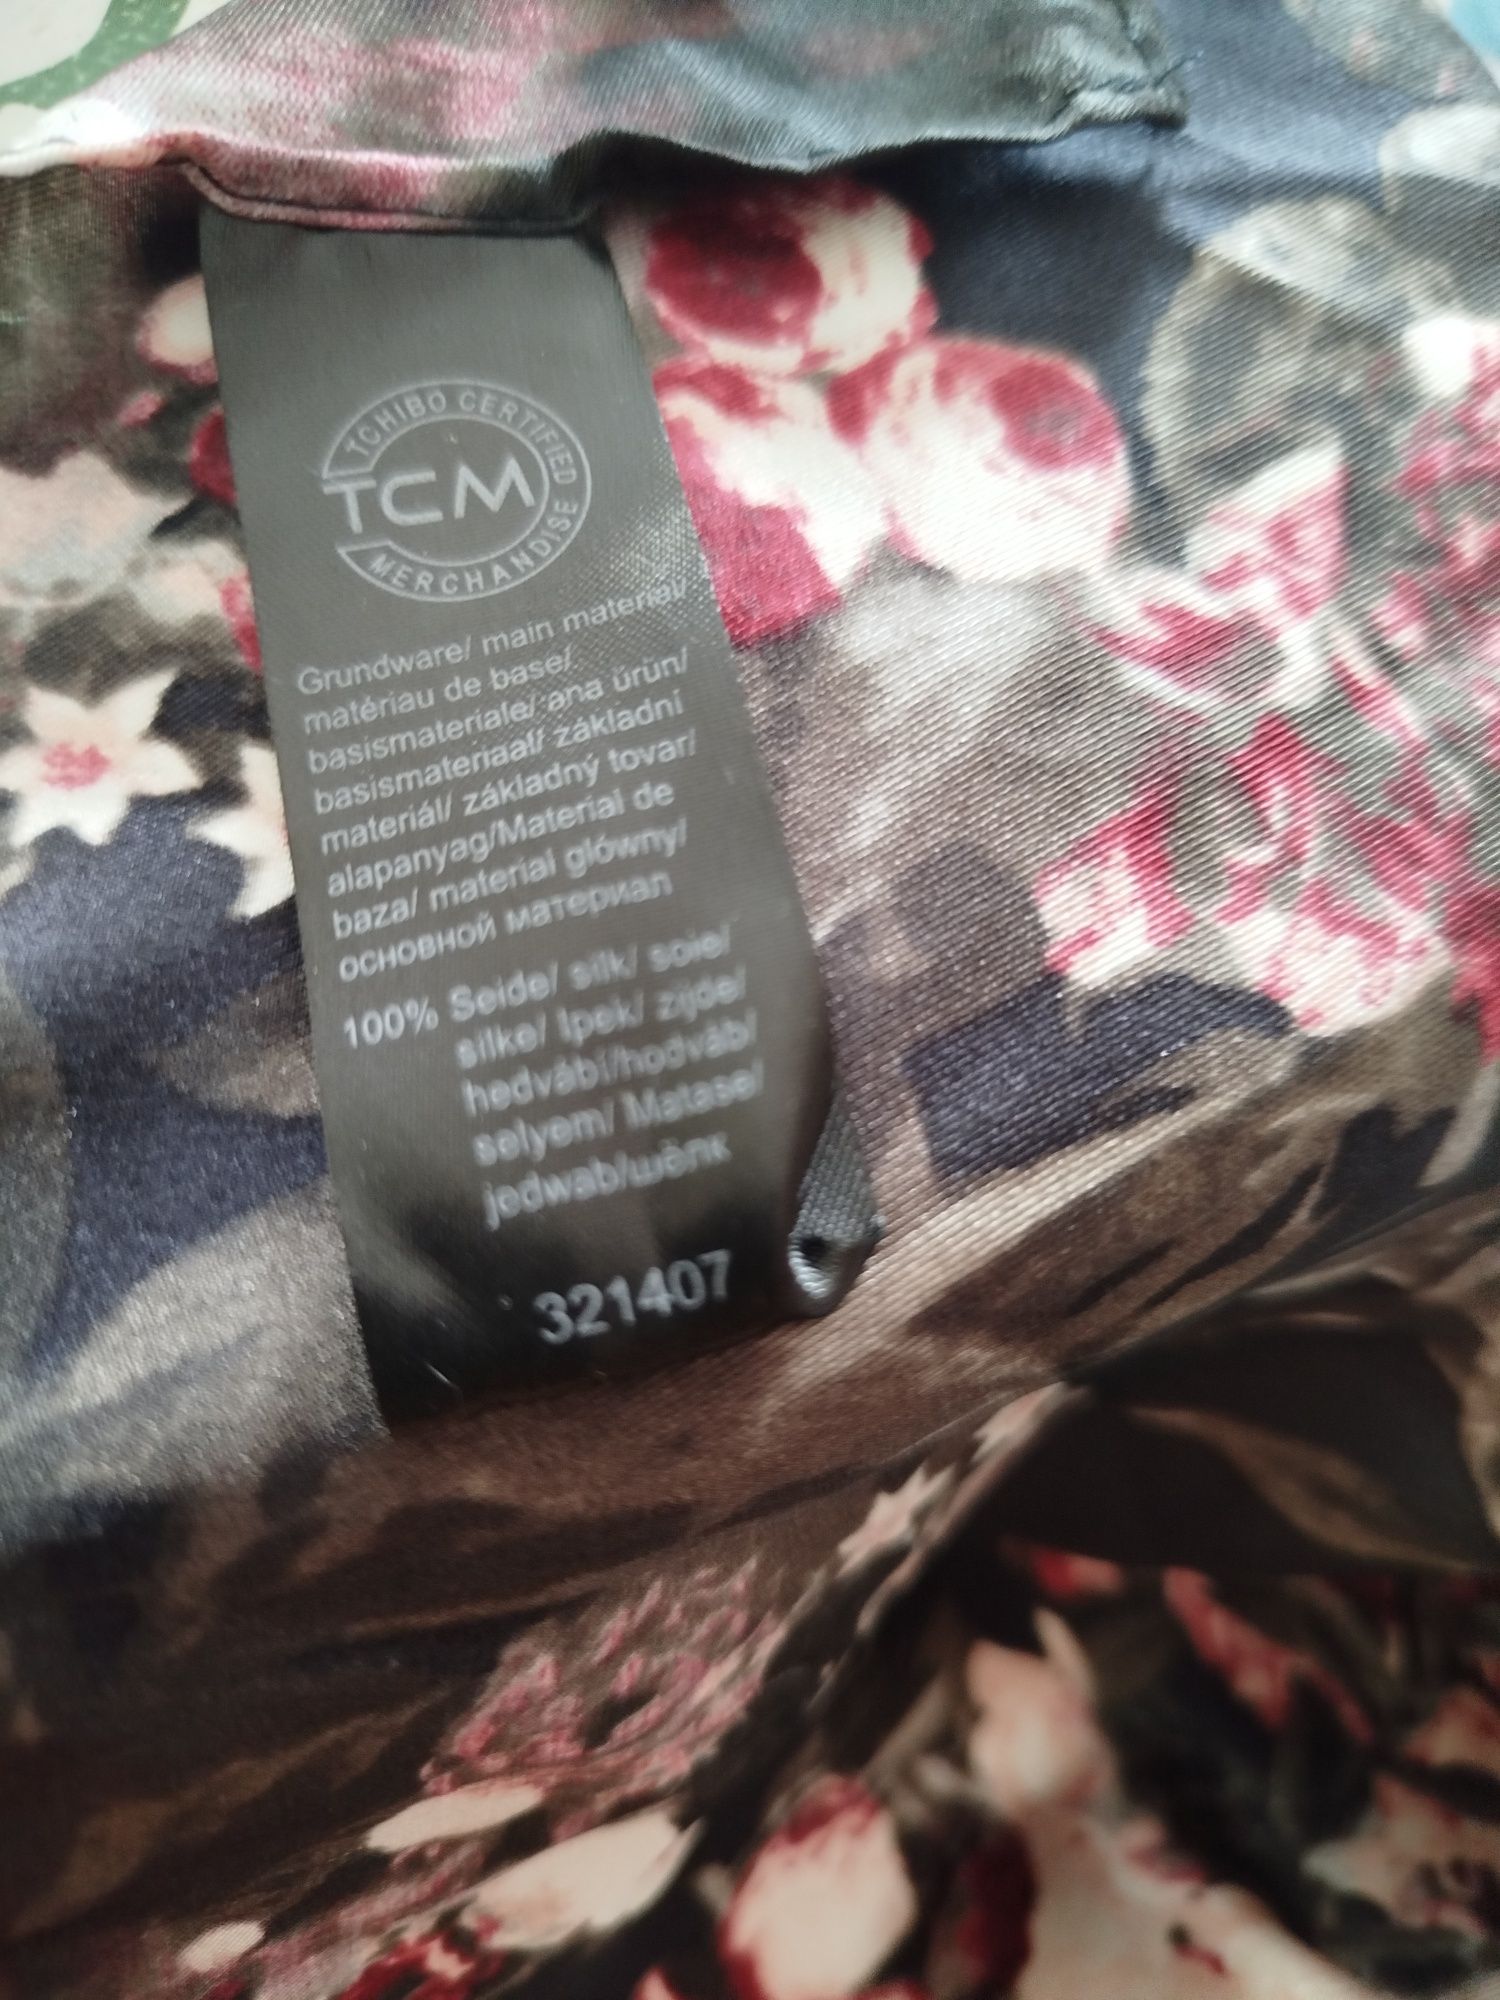 TCHIBO CERTIFIED
TCM
MERCHANDISE
Grundware/ main material/
matériau de base/
basismateriale/ ana ürün/
basismateriaal/ základní
materiál/ základný tovar/
alapanyag/Material de
baza/ materiał główny/
основной материал
100% Seide/ silk/ soie/
silke/ Ipek/ zijde/
hedvábí/hodváb/
selyem/ Matase/
jedwab/шёлк
321407